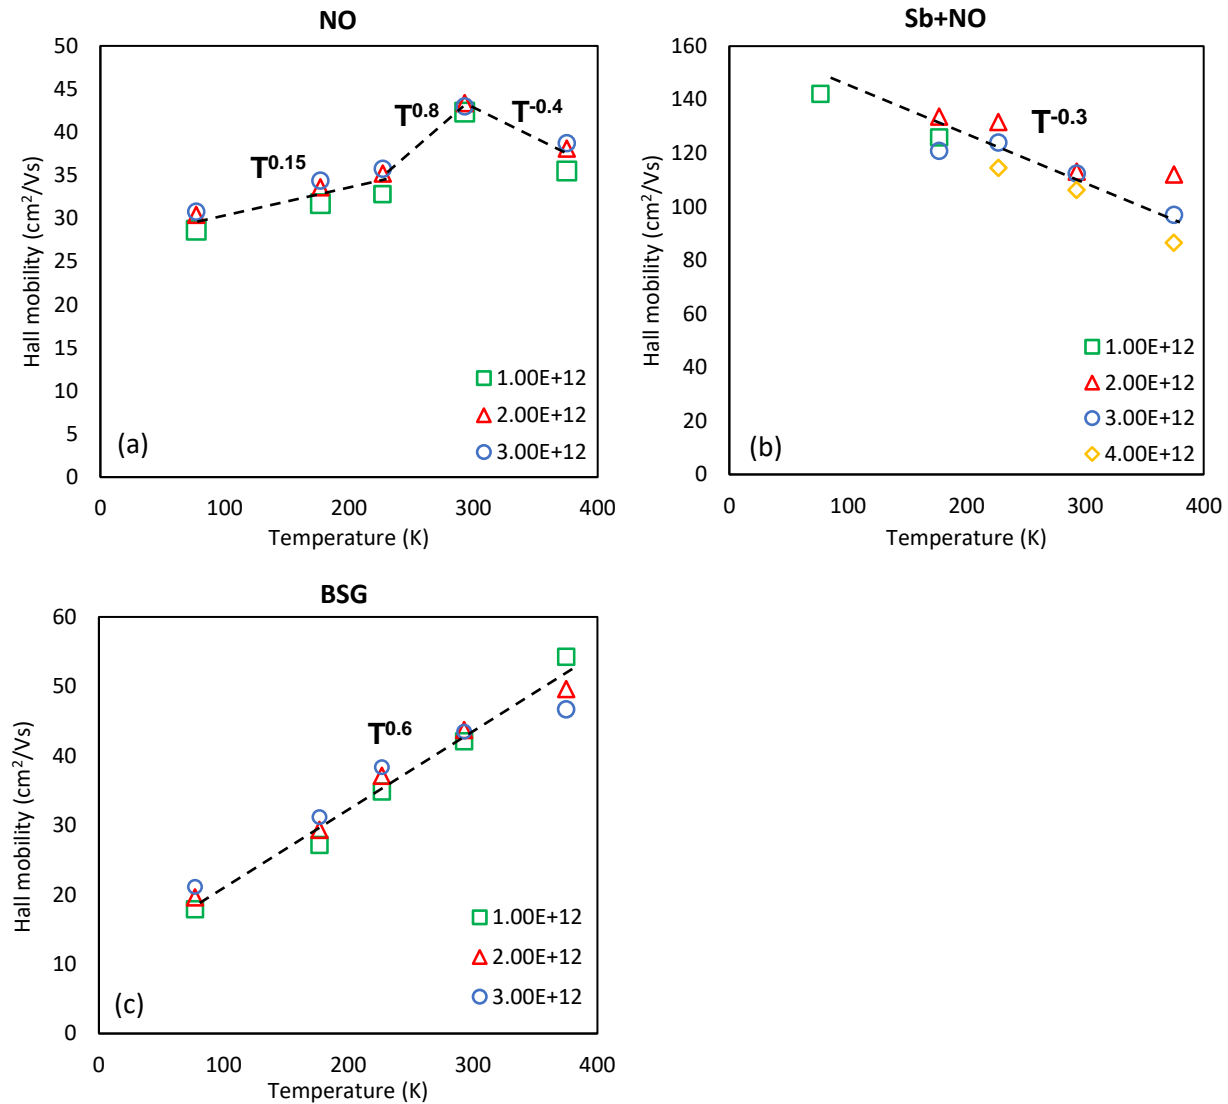 NO
50
45
40
35
30
25
20
15
10
5
0
Hall mobility (cm²/Vs)
T^0.15
T^0.8
T^-0.4
1.00E+12
2.00E+12
3.00E+12
(a)
0 100 200 300 400
Temperature (K)
Sb+NO
160
140
120
100
80
60
40
20
0
Hall mobility (cm²/Vs)
T^-0.3
1.00E+12
2.00E+12
3.00E+12
4.00E+12
(b)
0 100 200 300 400
Temperature (K)
BSG
60
50
40
30
20
10
0
Hall mobility (cm²/Vs)
T^0.6
1.00E+12
2.00E+12
3.00E+12
(c)
0 100 200 300 400
Temperature (K)